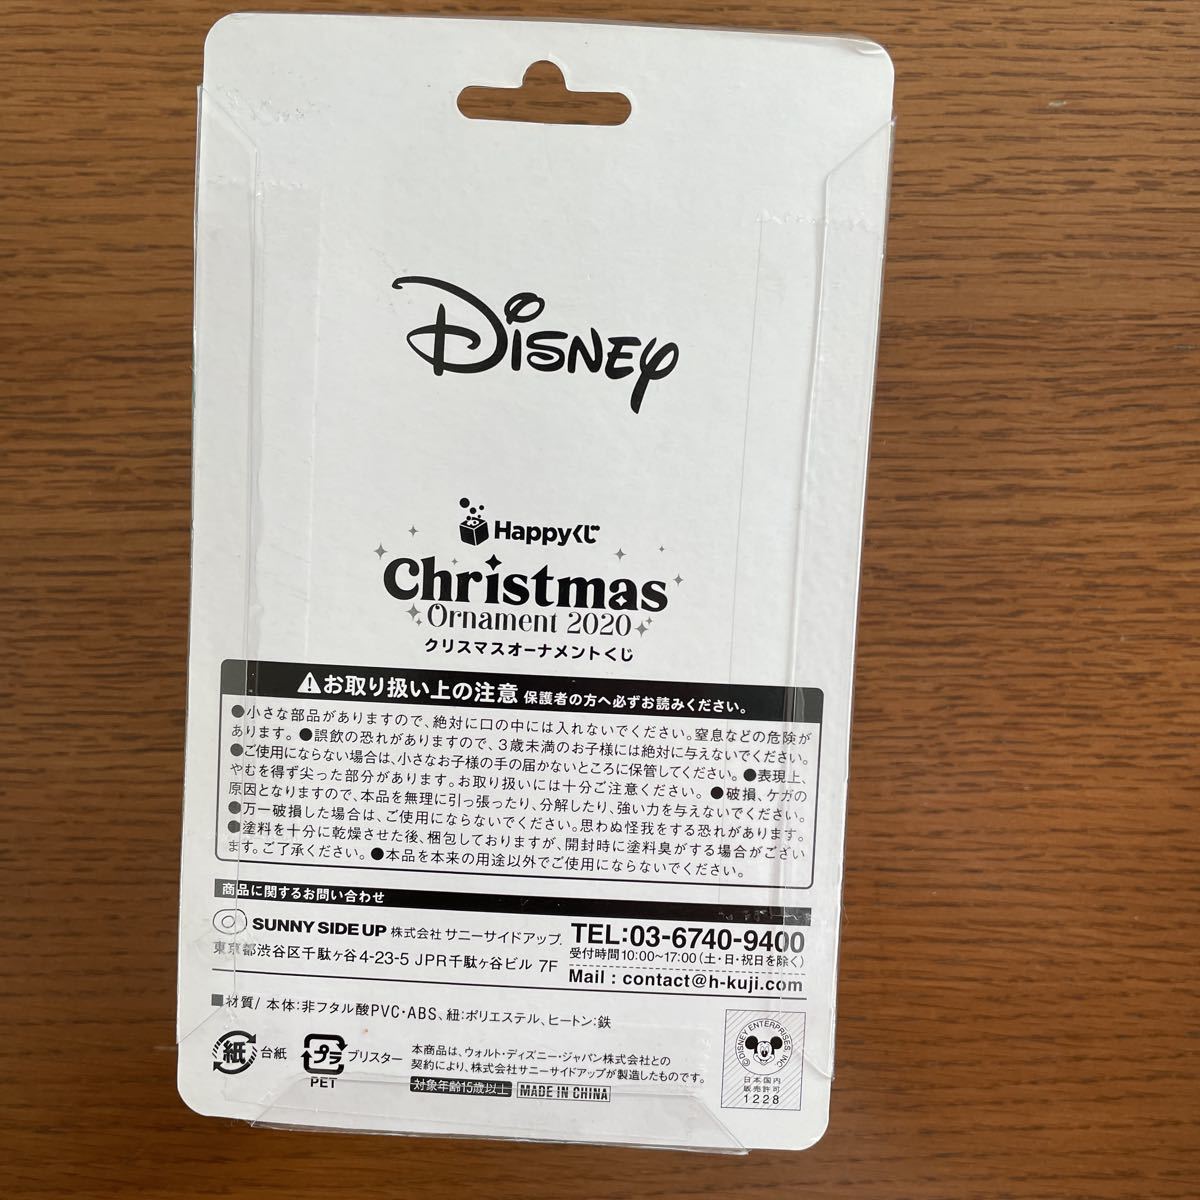 Disney
Happyくじ
Christmas
Ornament 2020
クリスマスオーナメントくじ
お取り扱い上の注意 保護者の方へ必ずお読みください。
●小さな部品がありますので、絶対に口の中には入れないでください。窒息などの危険が
あります。●誤飲の恐れがありますので、3歳未満のお子様には絶対に与えないでください。
●ご使用にならない場合は、小さなお子様の手の届かないところに保管してください。●表現上、
やむを得ず尖った部分があります。お取り扱いには十分ご注意ください。●破損、ケガの
原因となりますので、本品を無理に引っ張ったり、分解したり、強い力を与えないでください。
●万一破損した場合は、ご使用にならないでください。思わぬ怪我をする恐れがあります。
●塗料を十分に乾燥させた後、梱包しておりますが、開封時に塗料臭がする場合がござい
ます。ご了承ください。●本品を本来の用途以外でご使用にならないでください。
商品に関するお問い合わせ
SUNNY SIDE UP 株式会社 サニーサイドアップ.
東京都渋谷区千駄ヶ谷4-23-5 JPR千駄ヶ谷ビル 7F
TEL:03-6740-9400
受付時間10:00~17:00(土・日・祝日を除く)
Mail : contact@h-kuji.com
■材質/ 本体:非フタル酸PVC・ABS、紐:ポリエステル、ヒートン:鉄
紙 台紙
プラ ブリスター
PET
本商品は、ウォルト・ディズニー・ジャパン株式会社との
契約により、株式会社サニーサイドアップが製造したものです。
対象年齢15歳以上 MADE IN CHINA
©DISNEY ENTERPRISES INC
日本国内
販売許可
1228